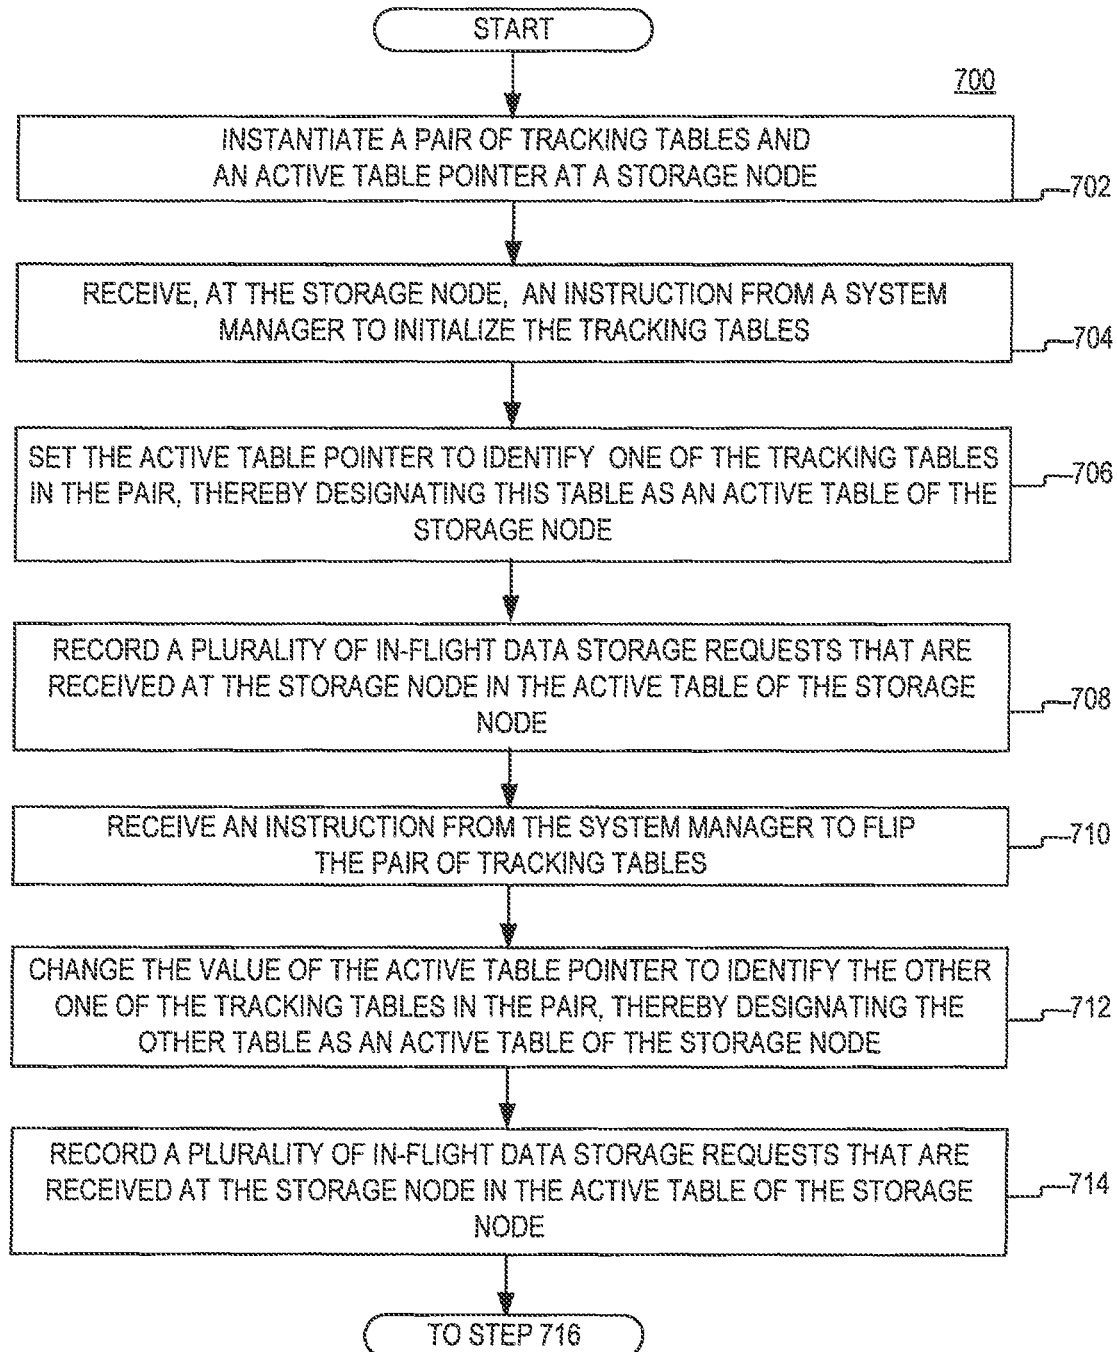 START
700
INSTANTIATE A PAIR OF TRACKING TABLES AND
AN ACTIVE TABLE POINTER AT A STORAGE NODE
702
RECEIVE, AT THE STORAGE NODE, AN INSTRUCTION FROM A SYSTEM
MANAGER TO INITIALIZE THE TRACKING TABLES
704
SET THE ACTIVE TABLE POINTER TO IDENTIFY ONE OF THE TRACKING TABLES
IN THE PAIR, THEREBY DESIGNATING THIS TABLE AS AN ACTIVE TABLE OF THE
STORAGE NODE
706
RECORD A PLURALITY OF IN-FLIGHT DATA STORAGE REQUESTS THAT ARE
RECEIVED AT THE STORAGE NODE IN THE ACTIVE TABLE OF THE STORAGE
NODE
708
RECEIVE AN INSTRUCTION FROM THE SYSTEM MANAGER TO FLIP
THE PAIR OF TRACKING TABLES
710
CHANGE THE VALUE OF THE ACTIVE TABLE POINTER TO IDENTIFY THE OTHER
ONE OF THE TRACKING TABLES IN THE PAIR, THEREBY DESIGNATING THE
OTHER TABLE AS AN ACTIVE TABLE OF THE STORAGE NODE
712
RECORD A PLURALITY OF IN-FLIGHT DATA STORAGE REQUESTS THAT ARE
RECEIVED AT THE STORAGE NODE IN THE ACTIVE TABLE OF THE STORAGE
NODE
714
TO STEP 716